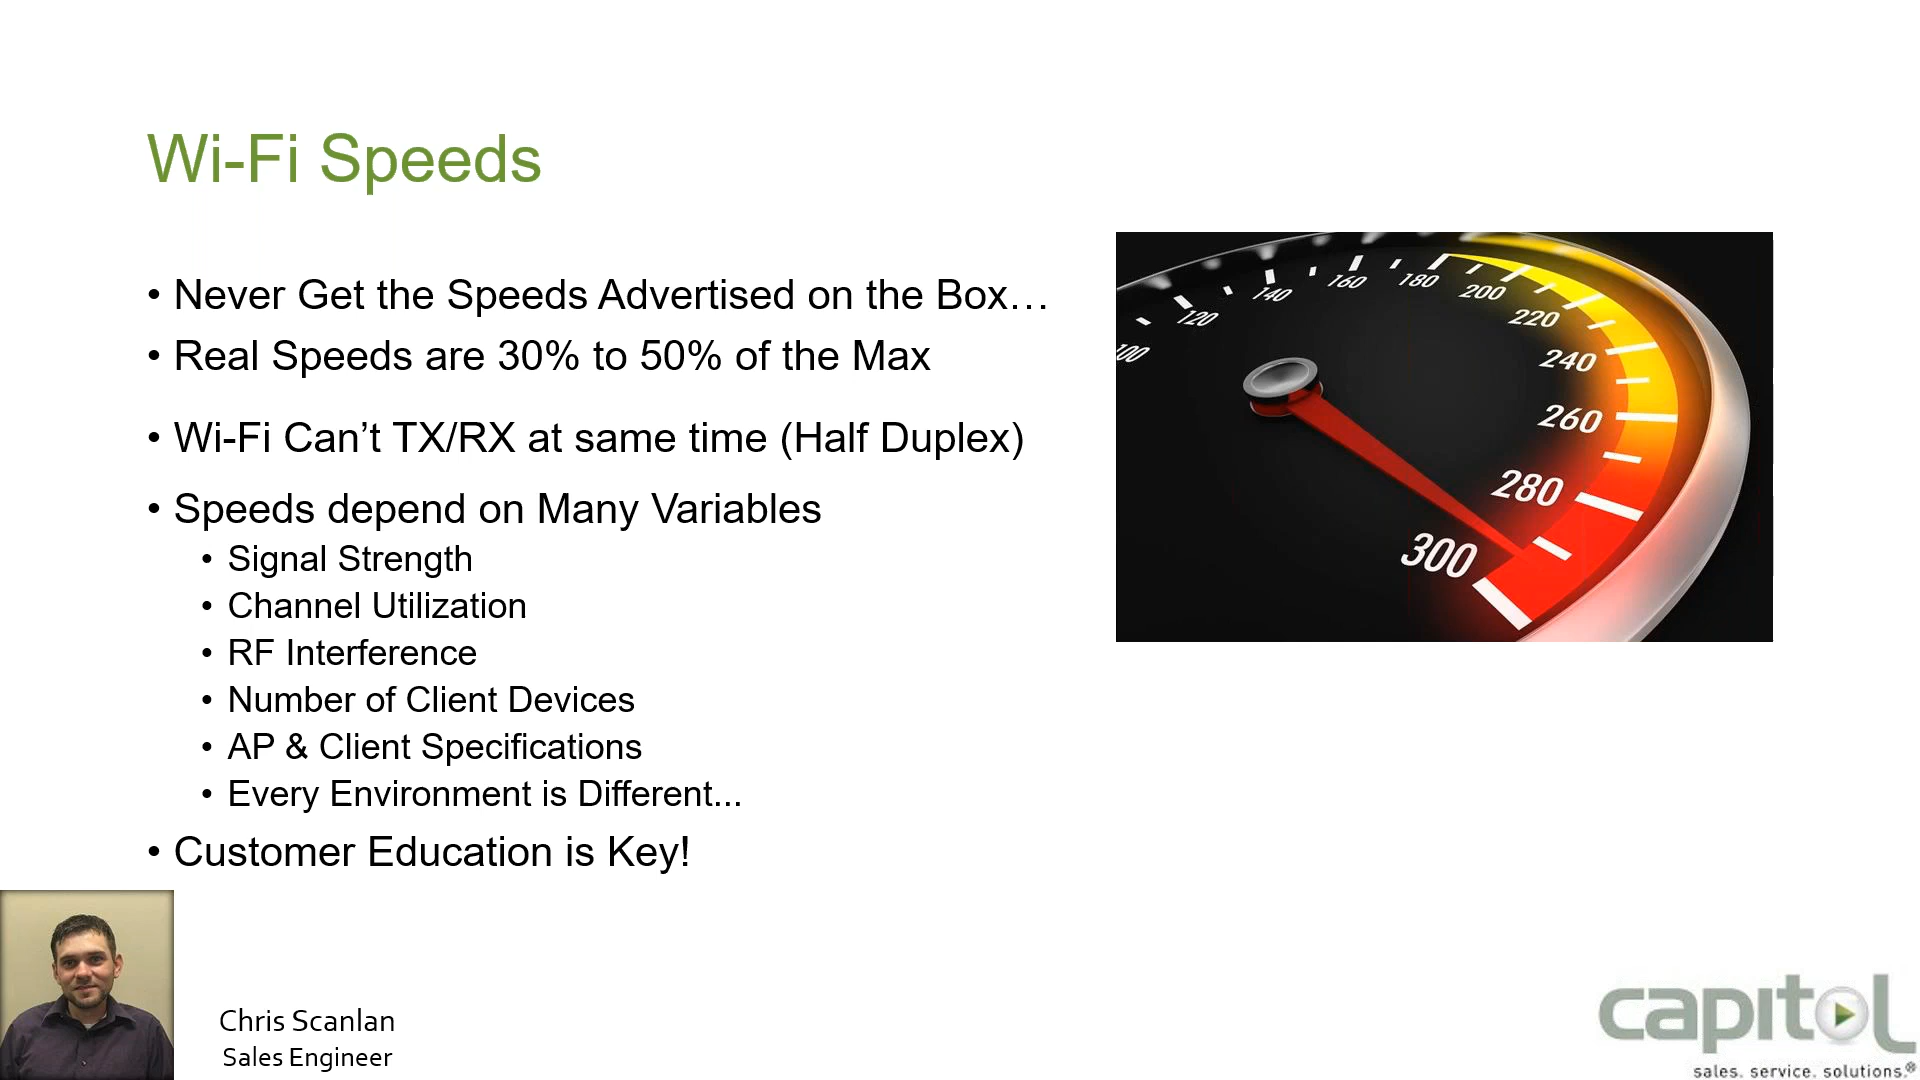 Wi-Fi Speeds
• Never Get the Speeds Advertised on the Box…
• Real Speeds are 30% to 50% of the Max
• Wi-Fi Can’t TX/RX at same time (Half Duplex)
• Speeds depend on Many Variables
• Signal Strength
• Channel Utilization
• RF Interference
• Number of Client Devices
• AP & Client Specifications
• Every Environment is Different...
• Customer Education is Key!
100
120
140
160
180
200
220
240
260
280
300
Chris Scanlan
Sales Engineer
capitol
sales. service. solutions.®